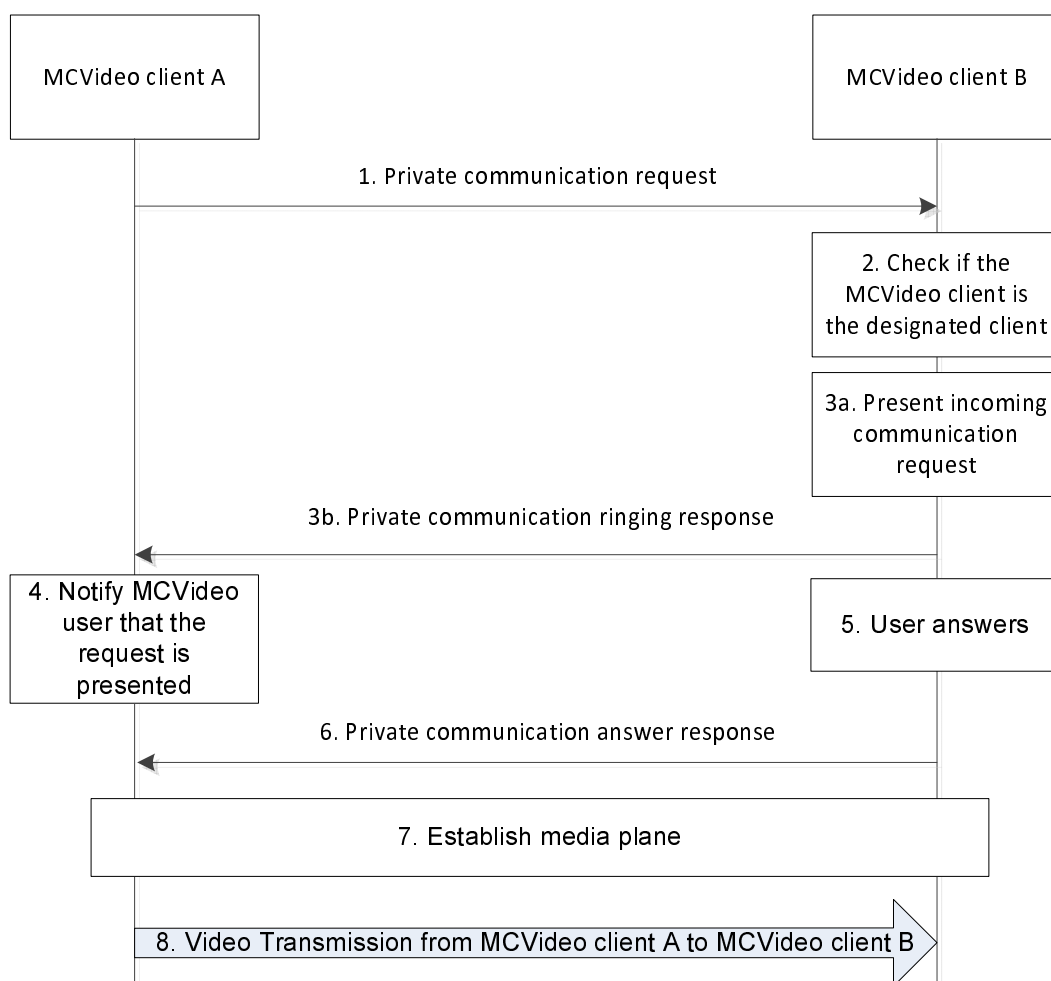 MCVideo client A
MCVideo client B
1. Private communication request
2. Check if the
MCVideo client is
the designated client
3a. Present incoming
communication
request
3b. Private communication ringing response
4. Notify MCVideo
user that the
request is
presented
5. User answers
6. Private communication answer response
7. Establish media plane
8. Video Transmission from MCVideo client A to MCVideo client B